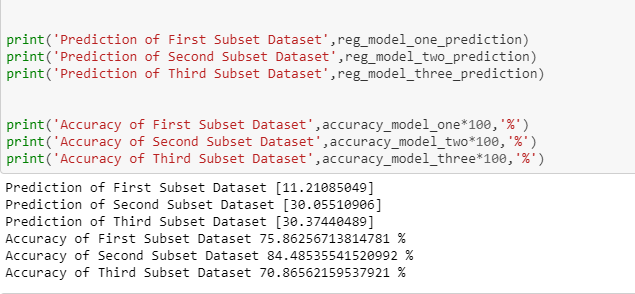 print('Prediction of First Subset Dataset',reg_model_one_prediction)
print('Prediction of Second Subset Dataset',reg_model_two_prediction)
print('Prediction of Third Subset Dataset',reg_model_three_prediction)
print('Accuracy of First Subset Dataset',accuracy_model_one*100,'%')
print('Accuracy of Second Subset Dataset',accuracy_model_two*100,'%')
print('Accuracy of Third Subset Dataset',accuracy_model_three*100,'%')
Prediction of First Subset Dataset [11.21085049]
Prediction of Second Subset Dataset [30.05510906]
Prediction of Third Subset Dataset [30.37440489]
Accuracy of First Subset Dataset 75.86256713814781 %
Accuracy of Second Subset Dataset 84.48535541520992 %
Accuracy of Third Subset Dataset 70.86562159537921 %